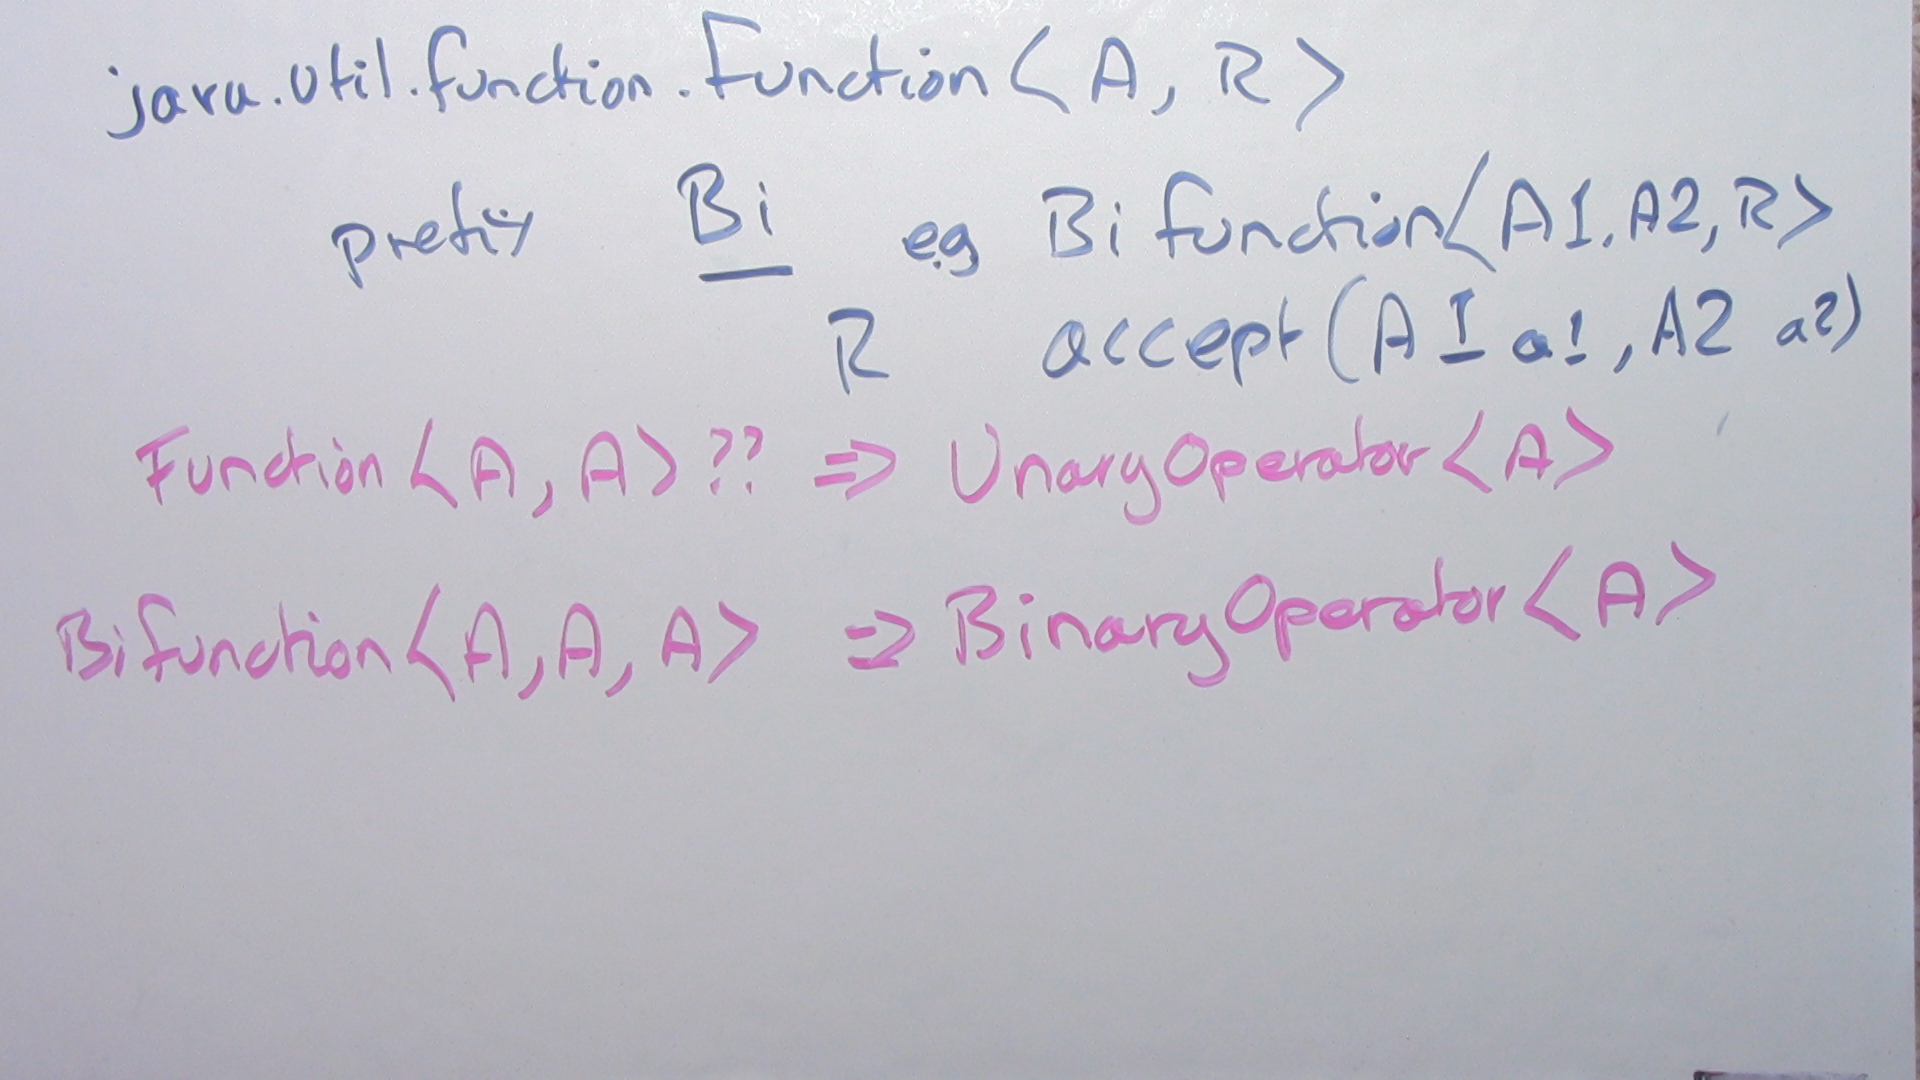 java.util.function.Function<A, R>
prefix Bi eg Bifunction<A1, A2, R>
R accept(A1 a1, A2 a2)
Function<A, A>?? => UnaryOperator<A>
Bifunction<A, A, A> => BinaryOperator<A>